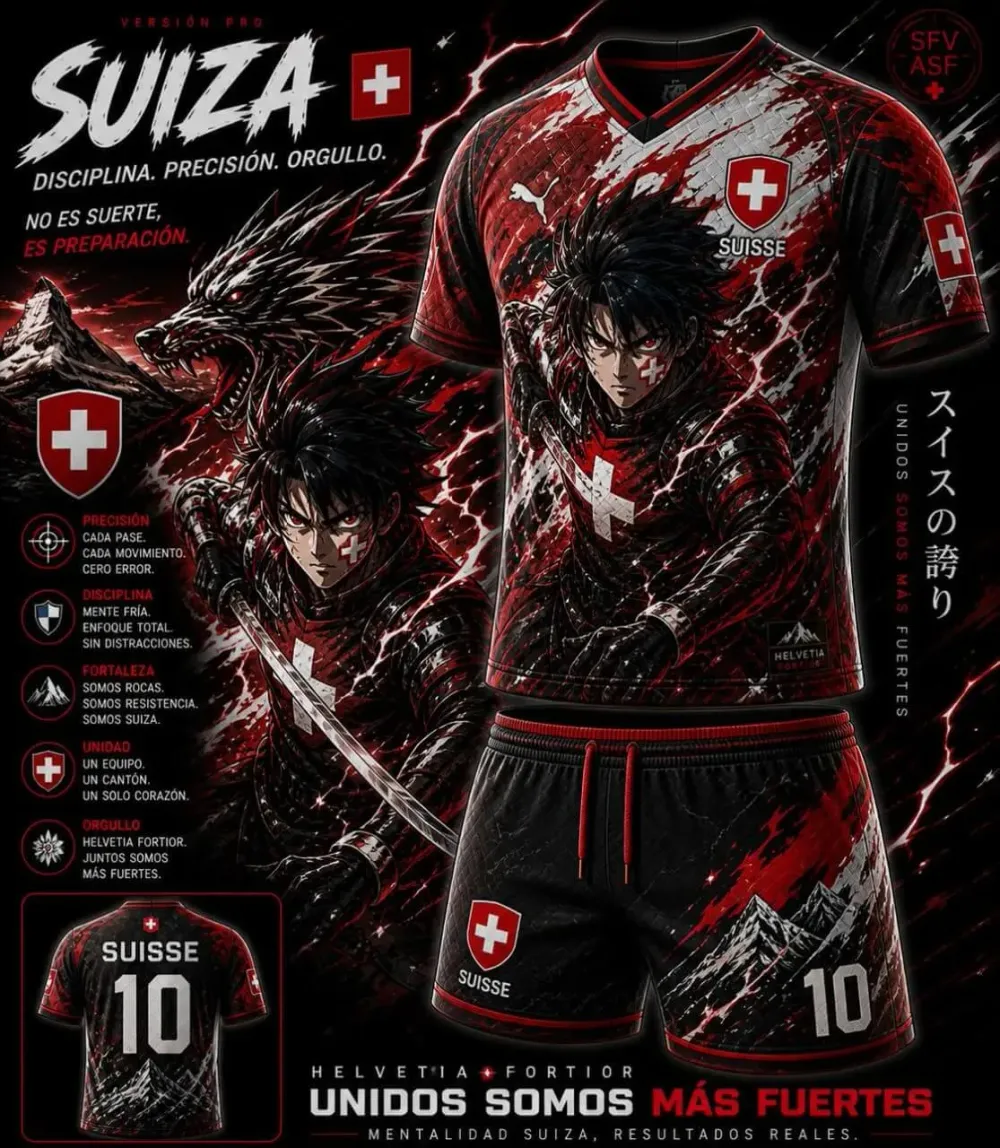 VERSIÓN PRO
SUIZA
DISCIPLINA. PRECISIÓN. ORGULLO.
NO ES SUERTE,
ES PREPARACIÓN.
SFV
ASF
SUISSE
HELVETIA
スイスの誇り
UNIDOS SOMOS MÁS FUERTES
PRECISIÓN
CADA PASE.
CADA MOVIMIENTO.
CERO ERROR.
DISCIPLINA
MENTE FRÍA.
ENFOQUE TOTAL.
SIN DISTRACCIONES.
FORTALEZA
SOMOS ROCAS.
SOMOS RESISTENCIA.
SOMOS SUIZA.
UNIDAD
UN EQUIPO.
UN CANTÓN.
UN SOLO CORAZÓN.
ORGULLO
HELVETIA FORTIOR.
JUNTOS SOMOS
MÁS FUERTES.
SUISSE
10
SUISSE
10
HELVETIA FORTIOR
UNIDOS SOMOS MÁS FUERTES
MENTALIDAD SUIZA, RESULTADOS REALES.